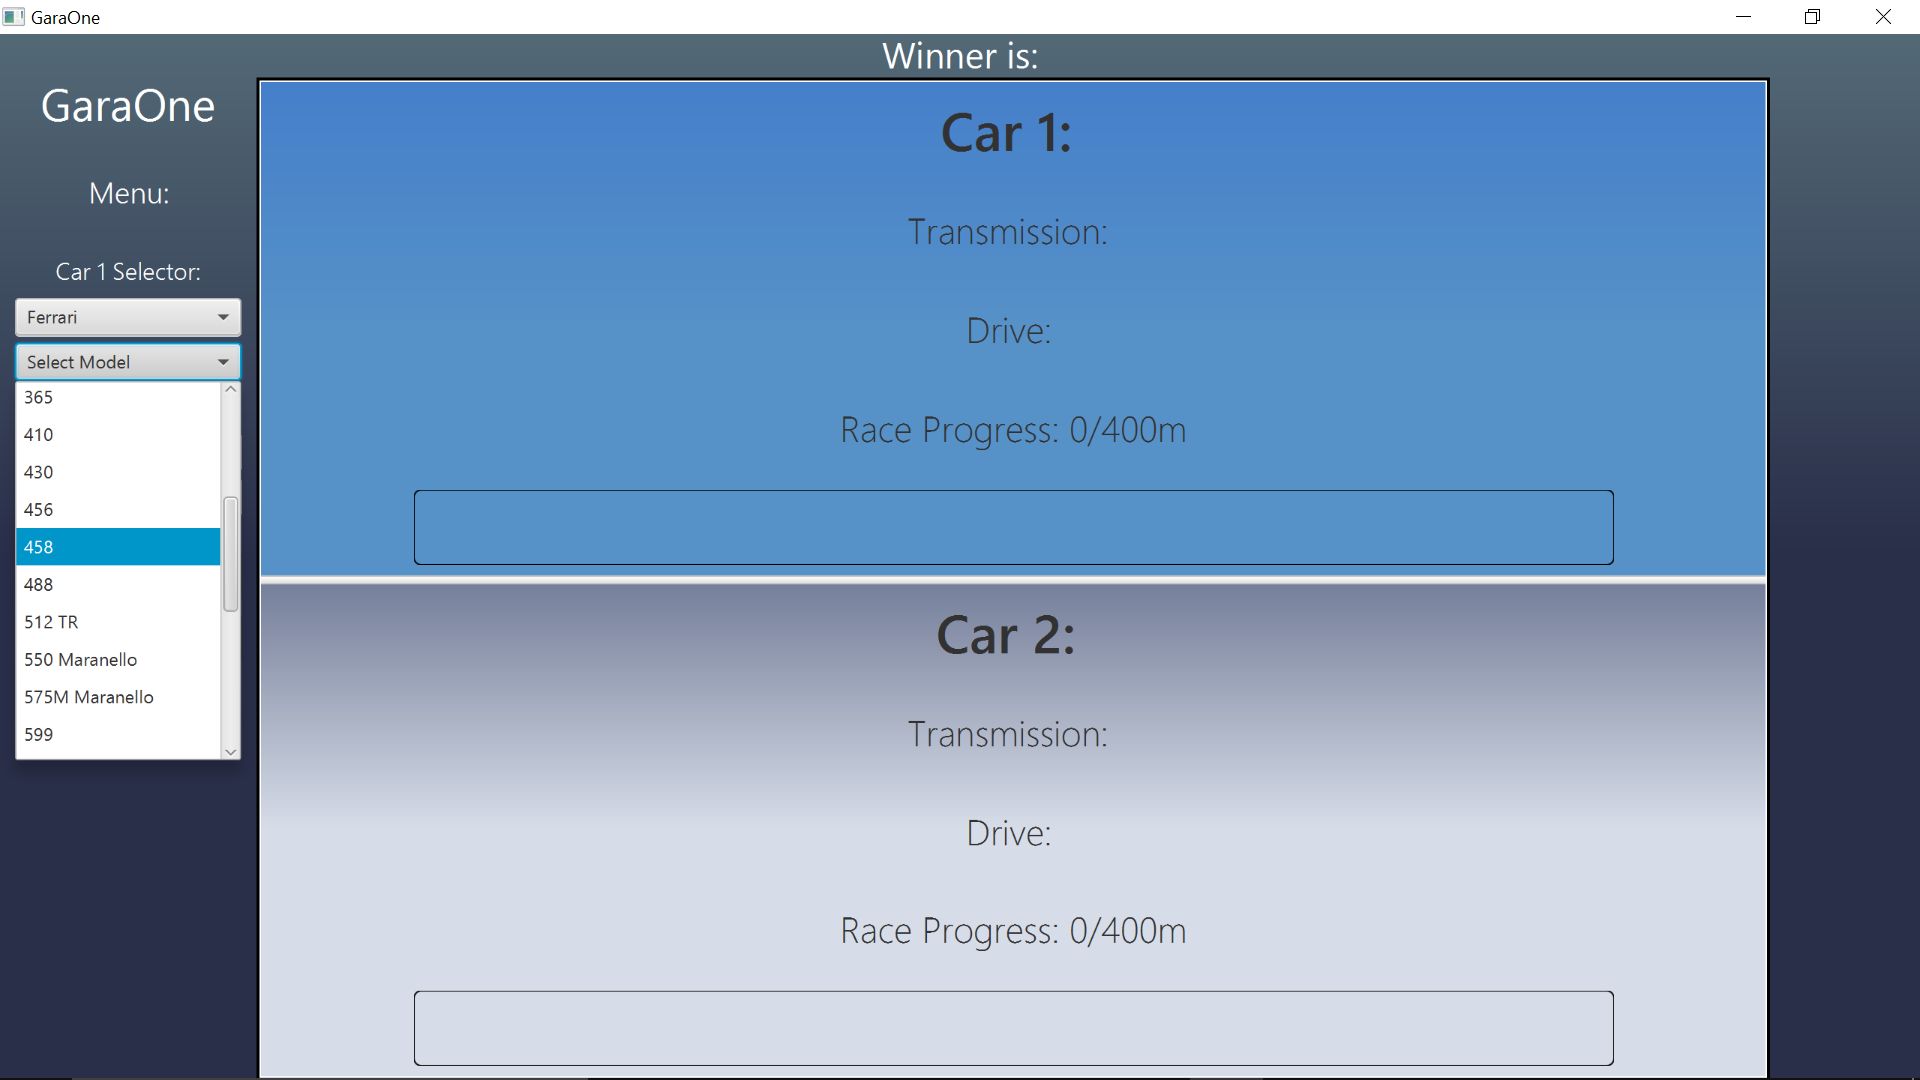 GaraOne
Winner is:
GaraOne
Menu:
Car 1 Selector:
Ferrari
Select Model
365
410
430
456
458
488
512 TR
550 Maranello
575M Maranello
599
Car 1:
Transmission:
Drive:
Race Progress: 0/400m
Car 2:
Transmission:
Drive:
Race Progress: 0/400m